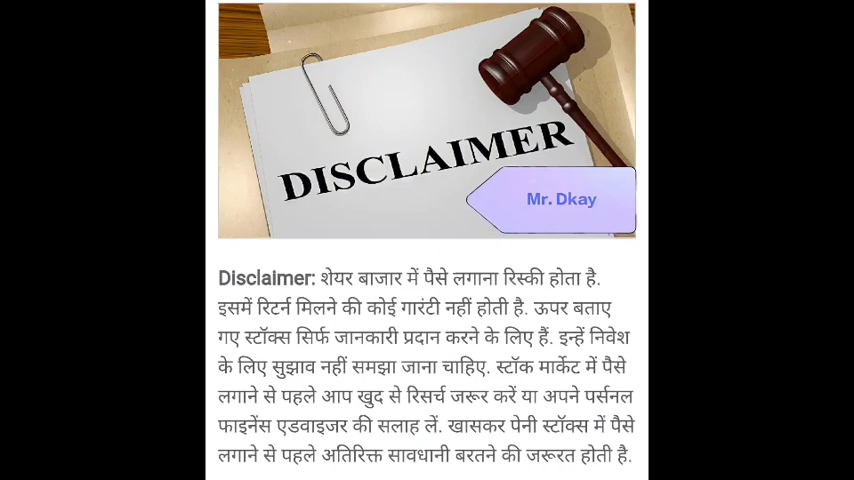 DISCLAIMER
Mr. Dkay
Disclaimer: शेयर बाजार में पैसे लगाना रिस्की होता है.
इसमें रिटर्न मिलने की कोई गारंटी नहीं होती है. ऊपर बताए
गए स्टॉक्स सिर्फ जानकारी प्रदान करने के लिए हैं. इन्हें निवेश
के लिए सुझाव नहीं समझा जाना चाहिए. स्टॉक मार्केट में पैसे
लगाने से पहले आप खुद से रिसर्च जरूर करें या अपने पर्सनल
फाइनेंस एडवाइजर की सलाह लें. खासकर पेनी स्टॉक्स में पैसे
लगाने से पहले अतिरिक्त सावधानी बरतने की जरूरत होती है.